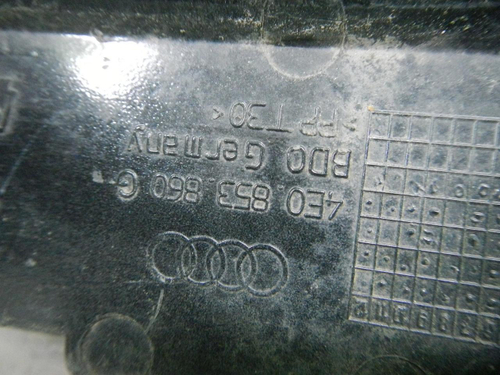 4E0 853 860
BDO Germany
>PP T30<